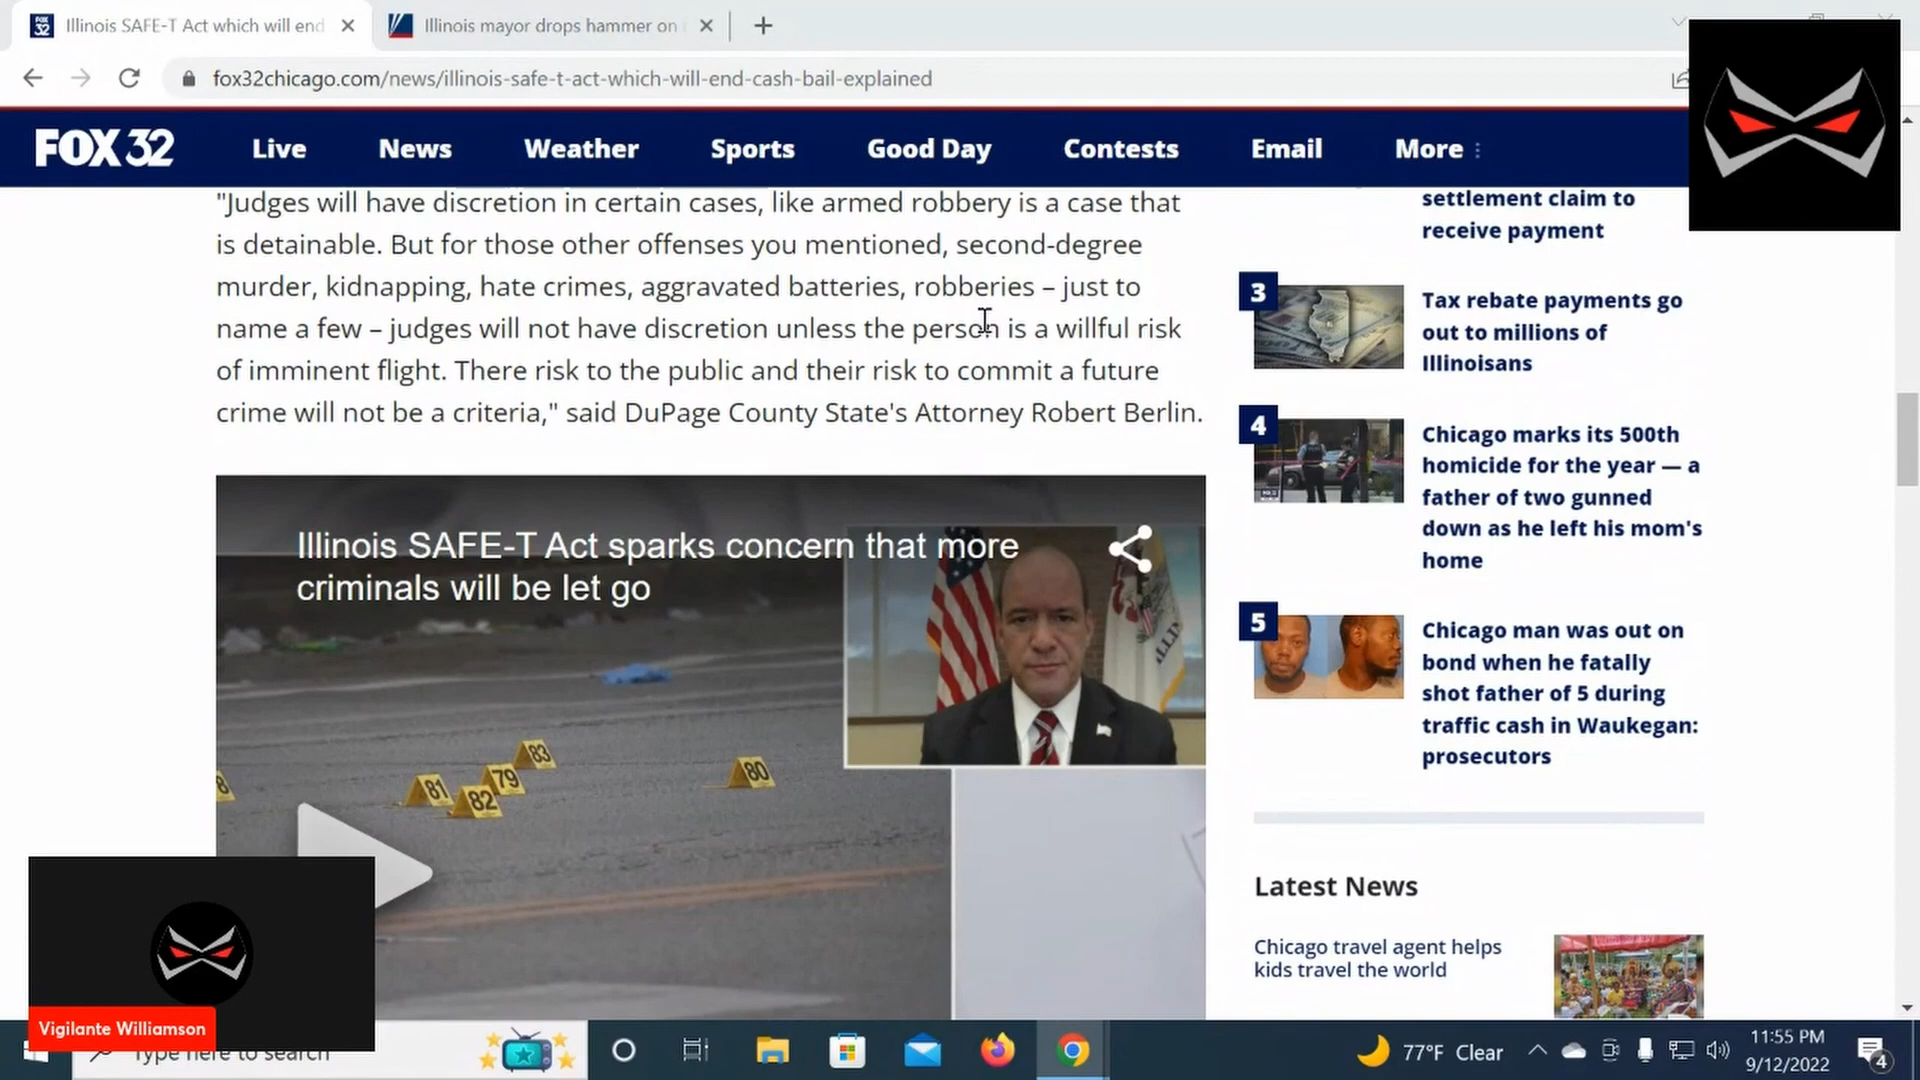 FOX 32
Illinois SAFE-T Act which will end
Illinois mayor drops hammer on
fox32chicago.com/news/illinois-safe-t-act-which-will-end-cash-bail-explained
FOX 32
Live
News
Weather
Sports
Good Day
Contests
Email
More
"Judges will have discretion in certain cases, like armed robbery is a case that
is detainable. But for those other offenses you mentioned, second-degree
murder, kidnapping, hate crimes, aggravated batteries, robberies – just to
name a few – judges will not have discretion unless the person is a willful risk
of imminent flight. There risk to the public and their risk to commit a future
crime will not be a criteria," said DuPage County State's Attorney Robert Berlin.
Illinois SAFE-T Act sparks concern that more
criminals will be let go
83
79
81
82
80
8
settlement claim to
receive payment
3
Tax rebate payments go
out to millions of
Illinoisans
4
Chicago marks its 500th
homicide for the year — a
father of two gunned
down as he left his mom's
home
5
Chicago man was out on
bond when he fatally
shot father of 5 during
traffic cash in Waukegan:
prosecutors
Latest News
Chicago travel agent helps
kids travel the world
Vigilante Williamson
Type here to search
77°F Clear
11:55 PM
9/12/2022
4